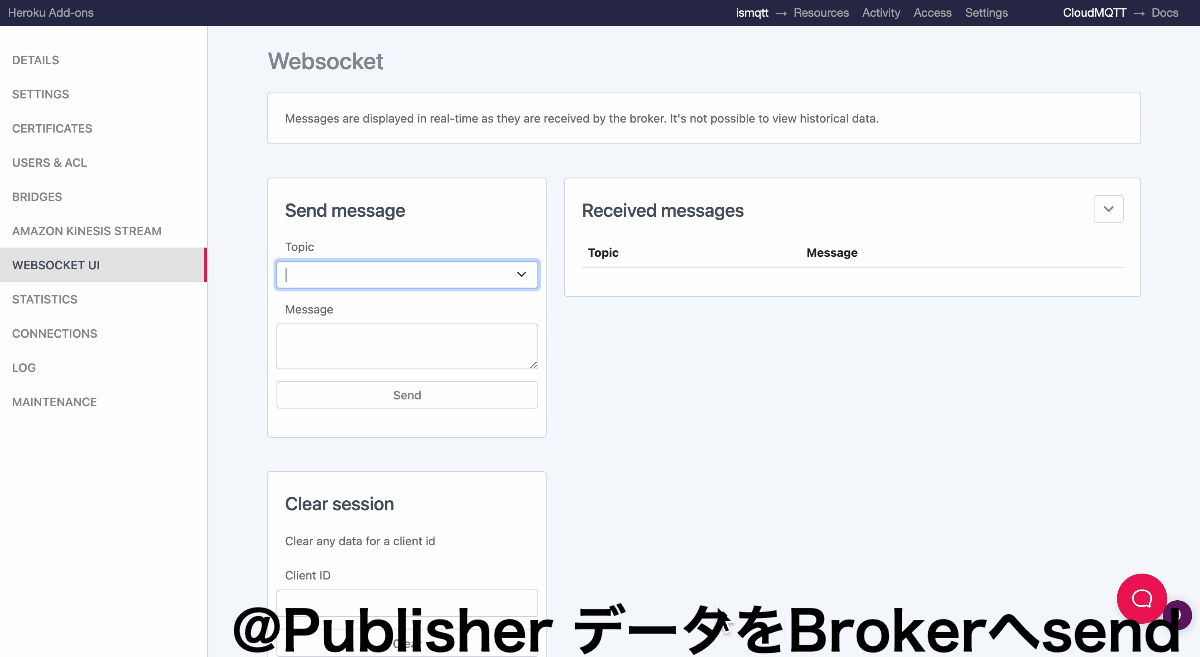 Heroku Add-ons
ismqtt → Resources Activity Access Settings CloudMQTT → Docs
DETAILS
SETTINGS
CERTIFICATES
USERS & ACL
BRIDGES
AMAZON KINESIS STREAM
WEBSOCKET UI
STATISTICS
CONNECTIONS
LOG
MAINTENANCE
Websocket
Messages are displayed in real-time as they are received by the broker. It's not possible to view historical data.
Send message
Topic
Message
Send
Received messages
Topic Message
Clear session
Clear any data for a client id
Client ID
Clear
@Publisher データをBrokerへsend